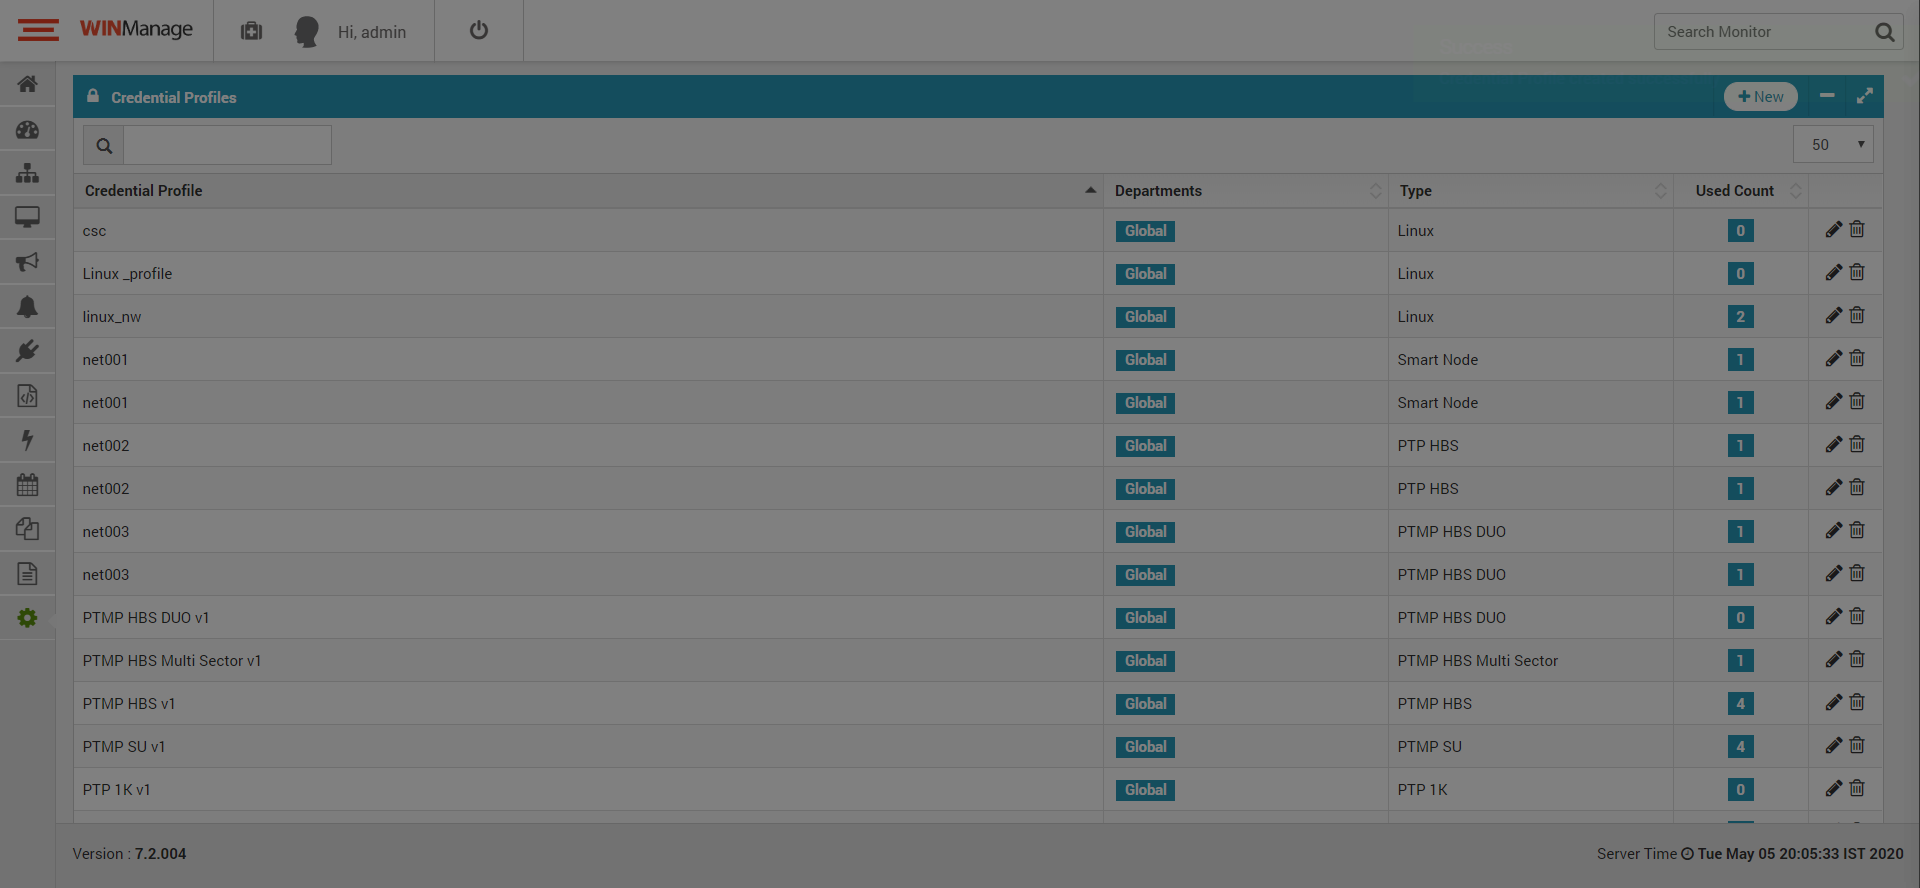 WINManage
Hi, admin
Search Monitor
Credential Profiles
New
50
Credential Profile Departments Type Used Count
csc Global Linux 0
Linux _profile Global Linux 0
linux_nw Global Linux 2
net001 Global Smart Node 1
net001 Global Smart Node 1
net002 Global PTP HBS 1
net002 Global PTP HBS 1
net003 Global PTMP HBS DUO 1
net003 Global PTMP HBS DUO 1
PTMP HBS DUO v1 Global PTMP HBS DUO 0
PTMP HBS Multi Sector v1 Global PTMP HBS Multi Sector 1
PTMP HBS v1 Global PTMP HBS 4
PTMP SU v1 Global PTMP SU 4
PTP 1K v1 Global PTP 1K 0
Version : 7.2.004
Server Time Tue May 05 20:05:33 IST 2020